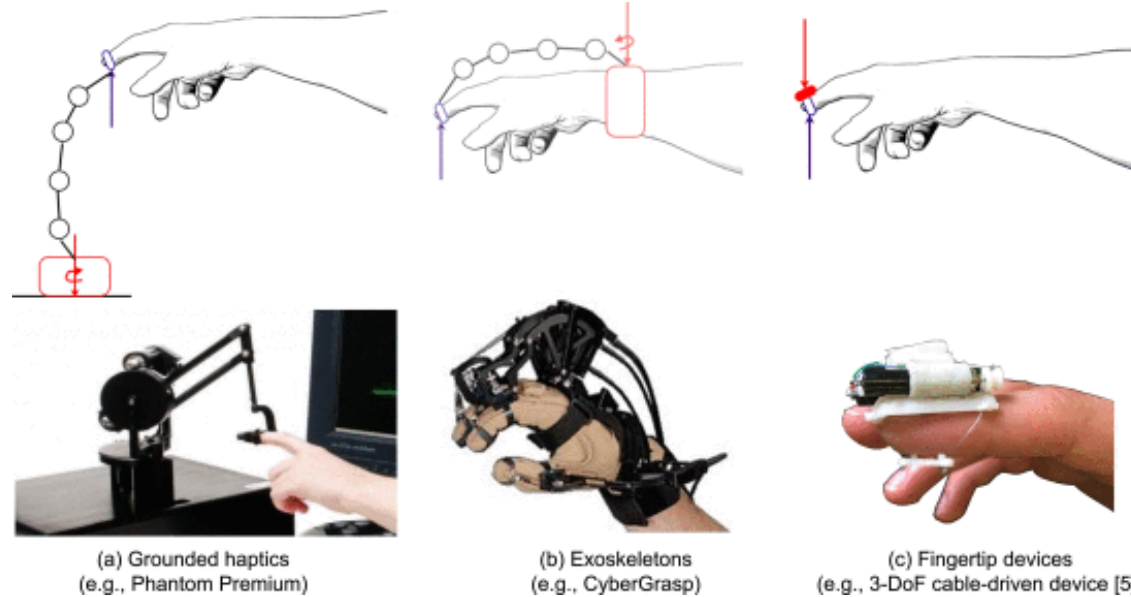 (a) Grounded haptics
(e.g., Phantom Premium)
(b) Exoskeletons
(e.g., CyberGrasp)
(c) Fingertip devices
(e.g., 3-DoF cable-driven device [5